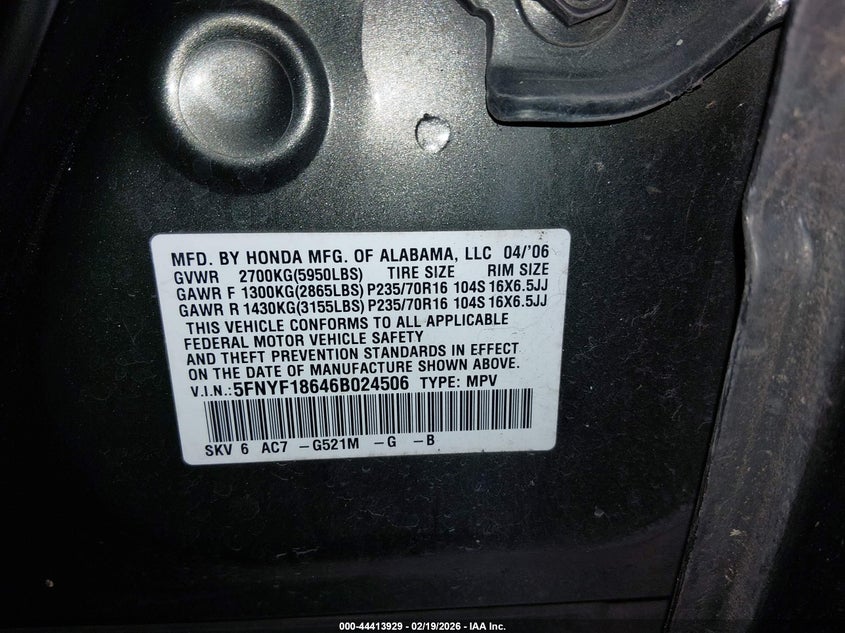 MFD. BY HONDA MFG. OF ALABAMA, LLC 04/'06
GVWR 2700KG(5950LBS) TIRE SIZE RIM SIZE
GAWR F 1300KG(2865LBS) P235/70R16 104S 16X6.5JJ
GAWR R 1430KG(3155LBS) P235/70R16 104S 16X6.5JJ
THIS VEHICLE CONFORMS TO ALL APPLICABLE
FEDERAL MOTOR VEHICLE SAFETY
AND THEFT PREVENTION STANDARDS IN EFFECT
ON THE DATE OF MANUFACTURE SHOWN ABOVE.
V.I.N.:5FNYF18646B024506 TYPE: MPV
SKV 6 AC7 -G521M -G -B
000-44413929 - 02/19/2026 - IAA Inc.